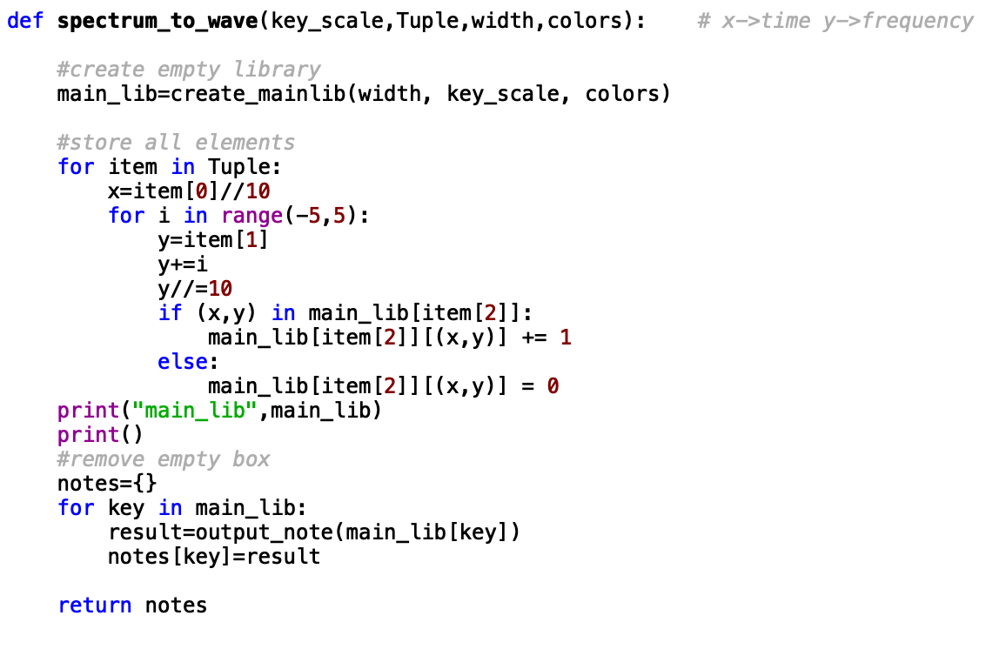 def spectrum_to_wave(key_scale,Tuple,width,colors):    # x->time y->frequency
    #create empty library
    main_lib=create_mainlib(width, key_scale, colors)
    #store all elements
    for item in Tuple:
        x=item[0]//10
        for i in range(-5,5):
            y=item[1]
            y+=i
            y//=10
            if (x,y) in main_lib[item[2]]:
                main_lib[item[2]][(x,y)] += 1
            else:
                main_lib[item[2]][(x,y)] = 0
    print("main_lib",main_lib)
    print()
    #remove empty box
    notes={}
    for key in main_lib:
        result=output_note(main_lib[key])
        notes[key]=result
    return notes